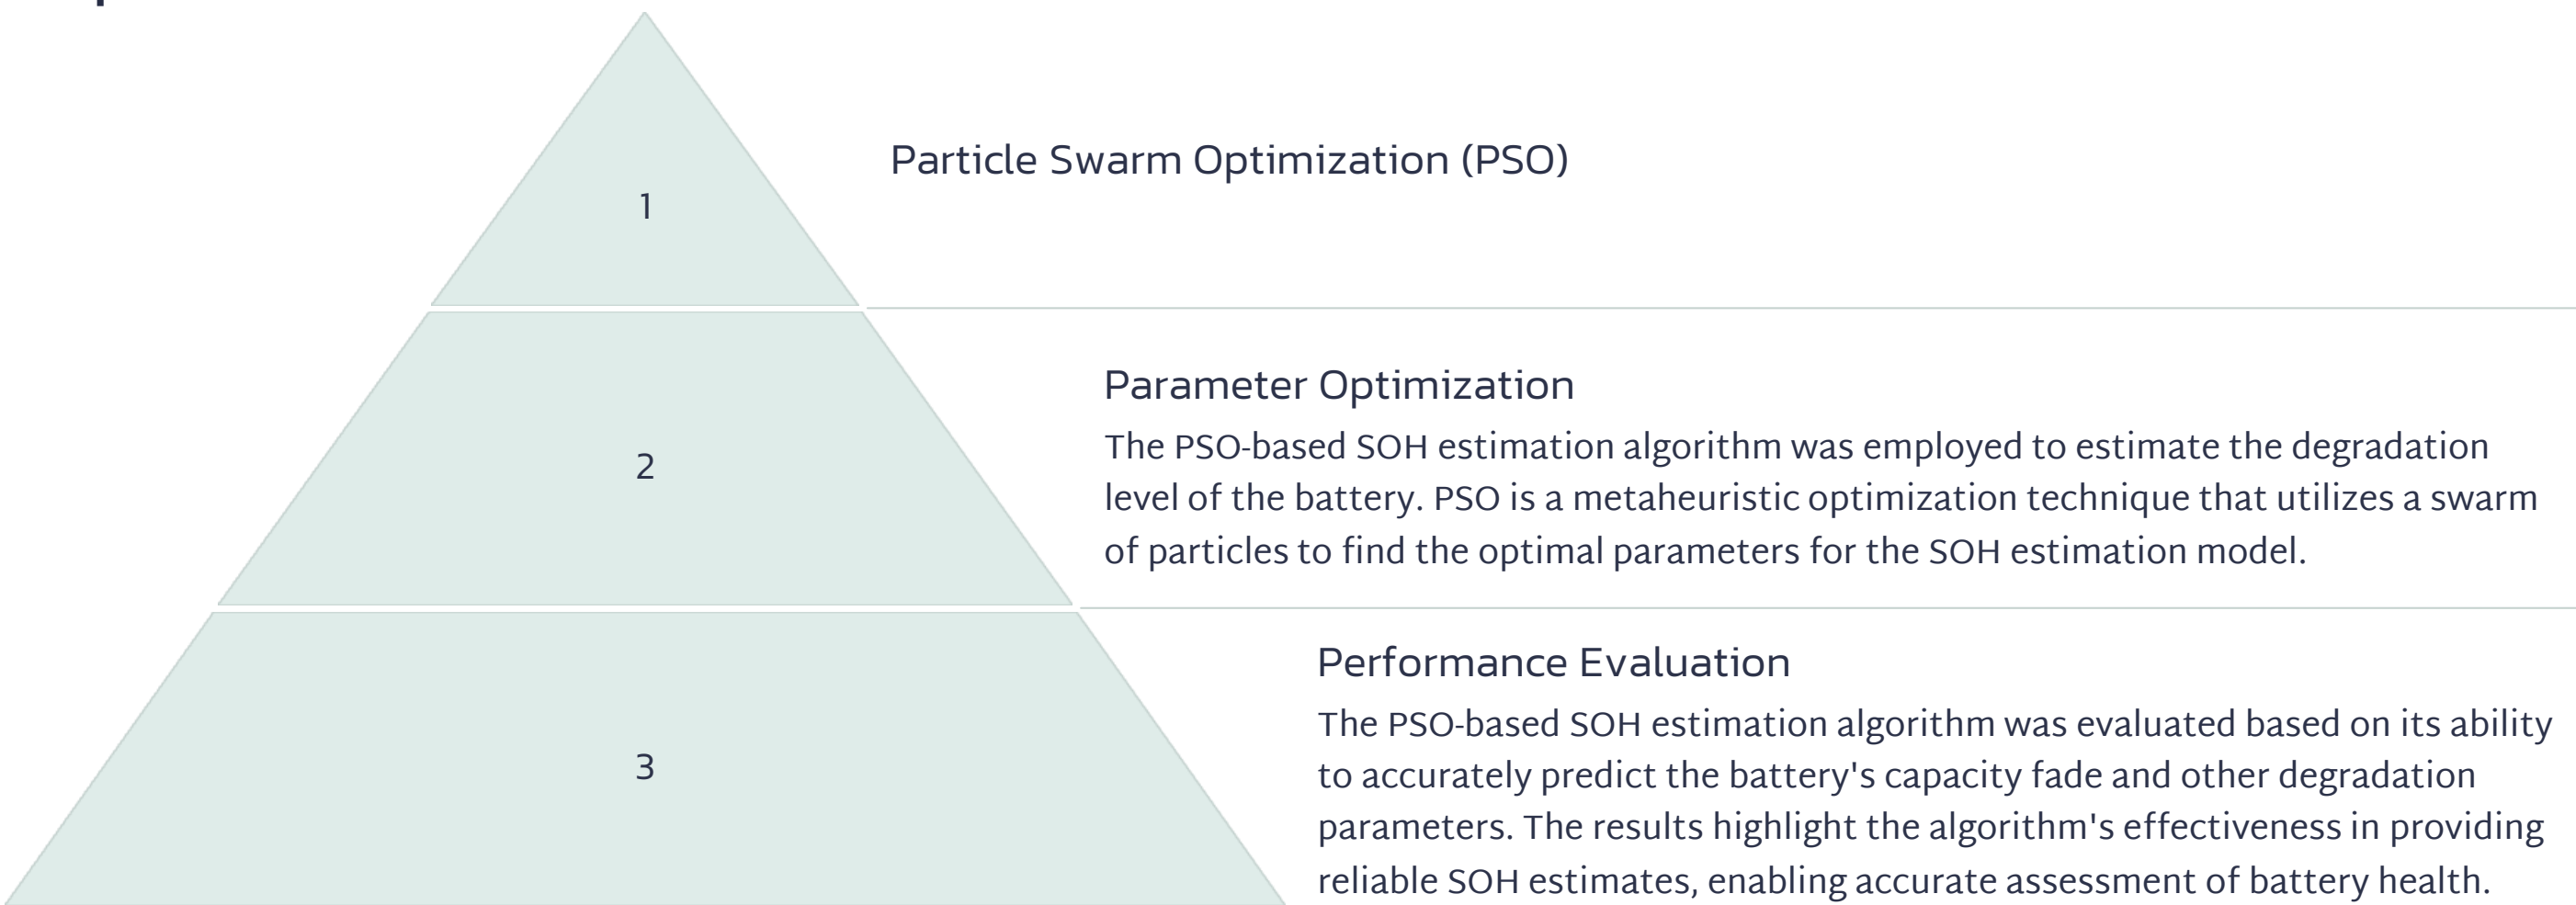 1
Particle Swarm Optimization (PSO)
2
Parameter Optimization
The PSO-based SOH estimation algorithm was employed to estimate the degradation
level of the battery. PSO is a metaheuristic optimization technique that utilizes a swarm
of particles to find the optimal parameters for the SOH estimation model.
3
Performance Evaluation
The PSO-based SOH estimation algorithm was evaluated based on its ability
to accurately predict the battery's capacity fade and other degradation
parameters. The results highlight the algorithm's effectiveness in providing
reliable SOH estimates, enabling accurate assessment of battery health.